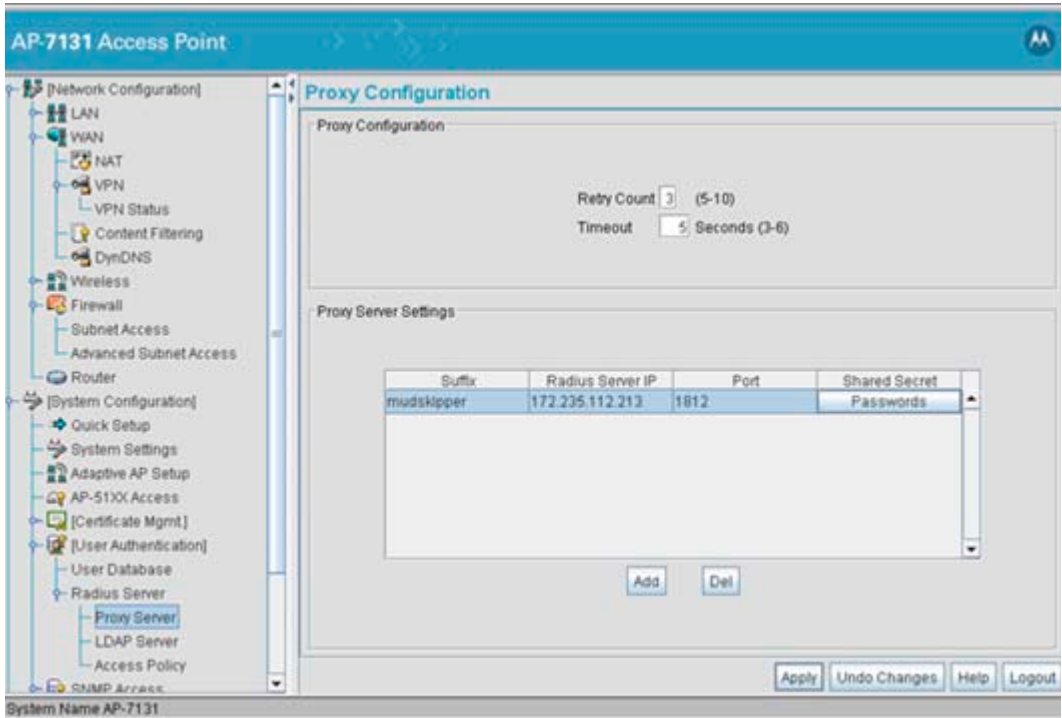 AP-7131 Access Point
[Network Configuration]
LAN
WAN
NAT
VPN
VPN Status
Content Filtering
DynDNS
Wireless
Firewall
Subnet Access
Advanced Subnet Access
Router
[System Configuration]
Quick Setup
System Settings
Adaptive AP Setup
AP-51XX Access
[Certificate Mgmt.]
[User Authentication]
User Database
Radius Server
Proxy Server
LDAP Server
Access Policy
SNMP Access
Proxy Configuration
Proxy Configuration
Retry Count 3 (5-10)
Timeout 5 Seconds (3-6)
Proxy Server Settings
Suffix Radius Server IP Port Shared Secret
mudskipper 172.235.112.213 1812 Passwords
Add Del
Apply Undo Changes Help Logout
System Name AP-7131